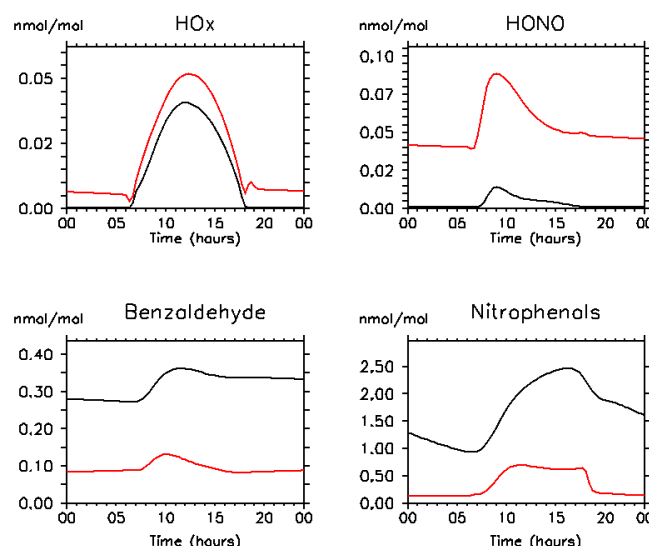 HOx
nmol/mol
0.05
0.02
0.00
00 05 10 15 20 00
Time (hours)
HONO
nmol/mol
0.10
0.07
0.05
0.02
0.00
00 05 10 15 20 00
Time (hours)
Benzaldehyde
nmol/mol
0.40
0.30
0.20
0.10
0.00
00 05 10 15 20 00
Time (hours)
Nitrophenols
nmol/mol
2.50
2.00
1.50
1.00
0.50
0.00
00 05 10 15 20 00
Time (hours)